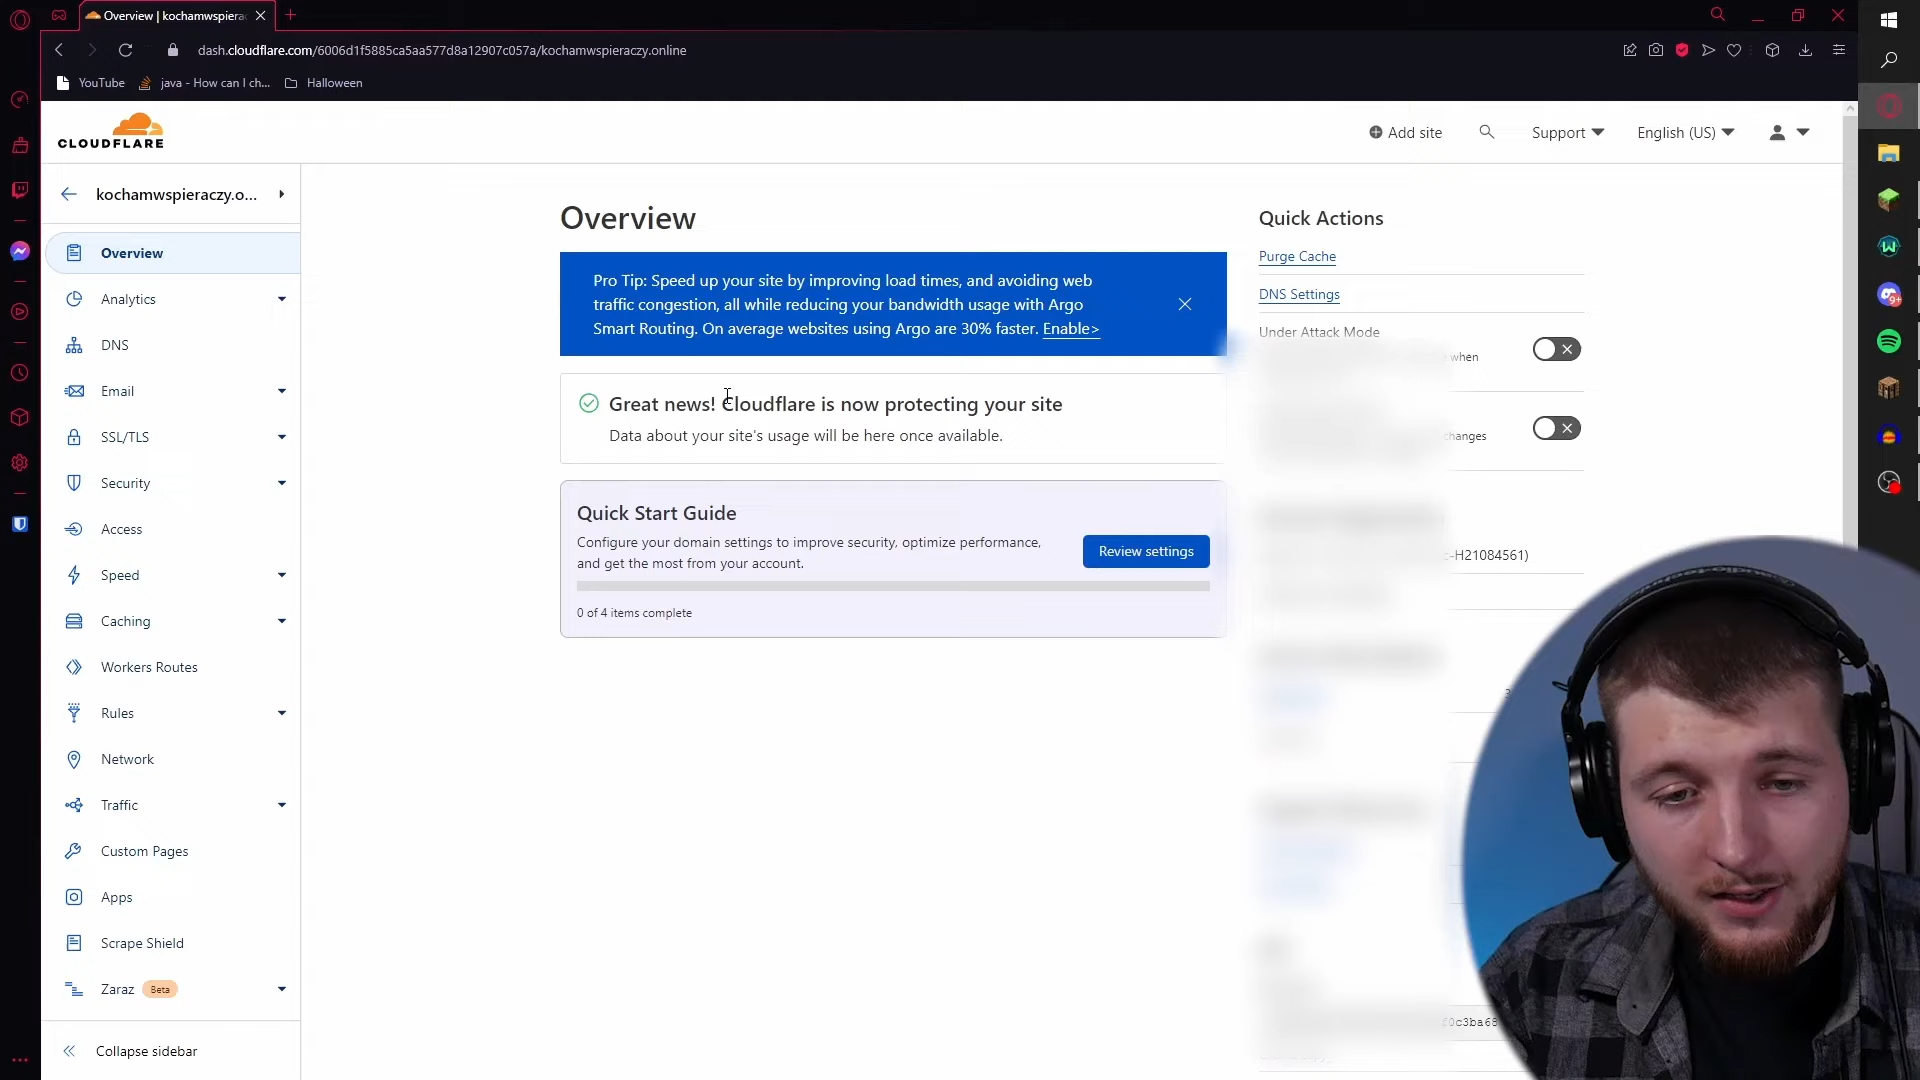 Overview | kochamwspierac
dash.cloudflare.com/6006d1f5885ca5aa577d8a12907c057a/kochamwspieraczy.online
YouTube
java - How can I ch...
Halloween
CLOUDFLARE
Add site
Support
English (US)
kochamwspieraczy.o...
Overview
Analytics
DNS
Email
SSL/TLS
Security
Access
Speed
Caching
Workers Routes
Rules
Network
Traffic
Custom Pages
Apps
Scrape Shield
Zaraz Beta
Collapse sidebar
Overview
Pro Tip: Speed up your site by improving load times, and avoiding web
traffic congestion, all while reducing your bandwidth usage with Argo
Smart Routing. On average websites using Argo are 30% faster. Enable>
Great news! Cloudflare is now protecting your site
Data about your site's usage will be here once available.
Quick Start Guide
Configure your domain settings to improve security, optimize performance,
and get the most from your account.
Review settings
0 of 4 items complete
Quick Actions
Purge Cache
DNS Settings
Under Attack Mode
when
changes
-H21084561)
f0c3ba68
9+